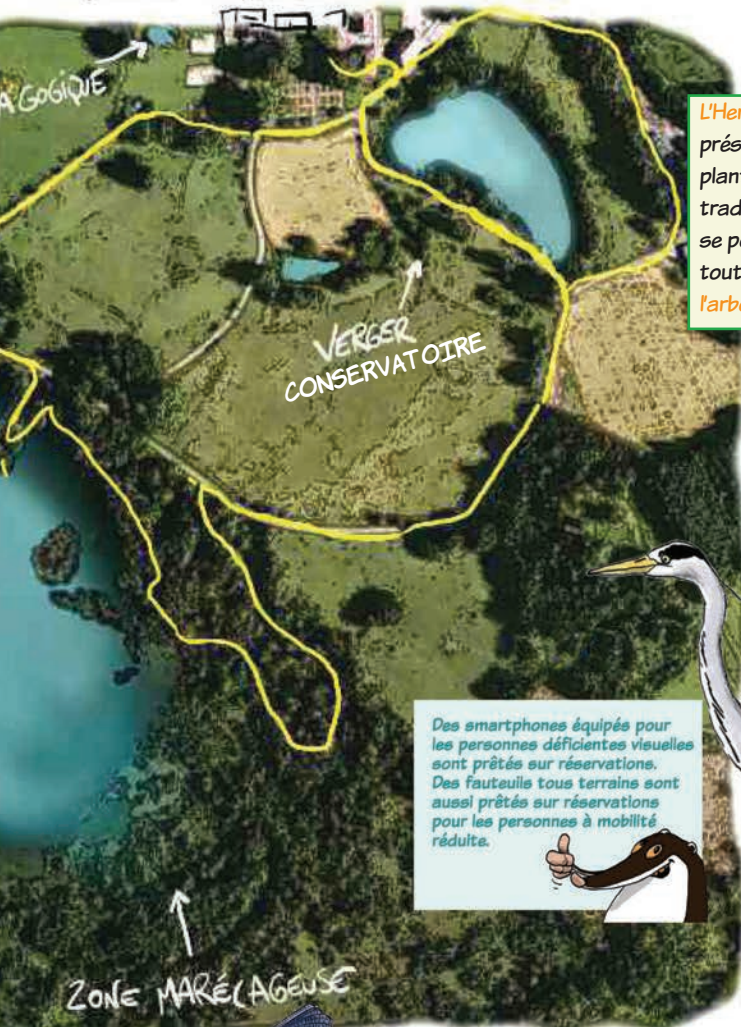 L'Her
prés
plant
trad
se pe
tout
l'arb
VERGER
CONSERVATOIRE
Des smartphones équipés pour
les personnes déficientes visuelles
sont prêtés sur réservations.
Des fauteuils tous terrains sont
aussi prêtés sur réservations
pour les personnes à mobilité
réduite.
ZONE MARÉCAGEUSE